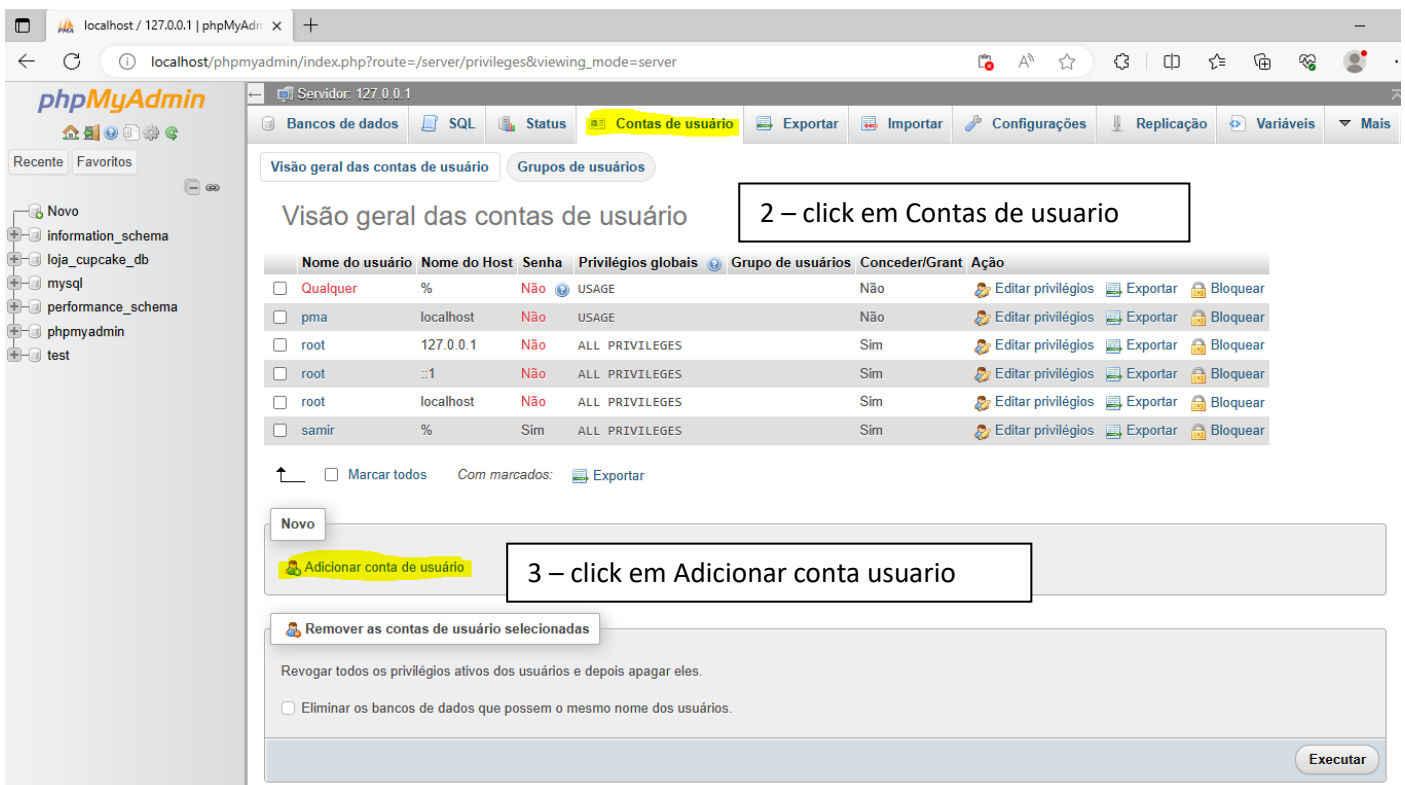 localhost / 127.0.0.1 | phpMyAdm
localhost/phpmyadmin/index.php?route=/server/privileges&viewing_mode=server
phpMyAdmin
Recente Favoritos
Novo
information_schema
loja_cupcake_db
mysql
performance_schema
phpmyadmin
test
Servidor: 127.0.0.1
Bancos de dados SQL Status Contas de usuário Exportar Importar Configurações Replicação Variáveis Mais
Visão geral das contas de usuário Grupos de usuários
2 – click em Contas de usuario
Visão geral das contas de usuário
Nome do usuário Nome do Host Senha Privilégios globais Grupo de usuários Conceder/Grant Ação
Qualquer % Não USAGE Não Editar privilégios Exportar Bloquear
pma localhost Não USAGE Não Editar privilégios Exportar Bloquear
root 127.0.0.1 Não ALL PRIVILEGES Sim Editar privilégios Exportar Bloquear
root ::1 Não ALL PRIVILEGES Sim Editar privilégios Exportar Bloquear
root localhost Não ALL PRIVILEGES Sim Editar privilégios Exportar Bloquear
samir % Sim ALL PRIVILEGES Sim Editar privilégios Exportar Bloquear
Marcar todos Com marcados: Exportar
Novo
Adicionar conta de usuário
3 – click em Adicionar conta usuario
Remover as contas de usuário selecionadas
Revogar todos os privilégios ativos dos usuários e depois apagar eles.
Eliminar os bancos de dados que possem o mesmo nome dos usuários.
Executar